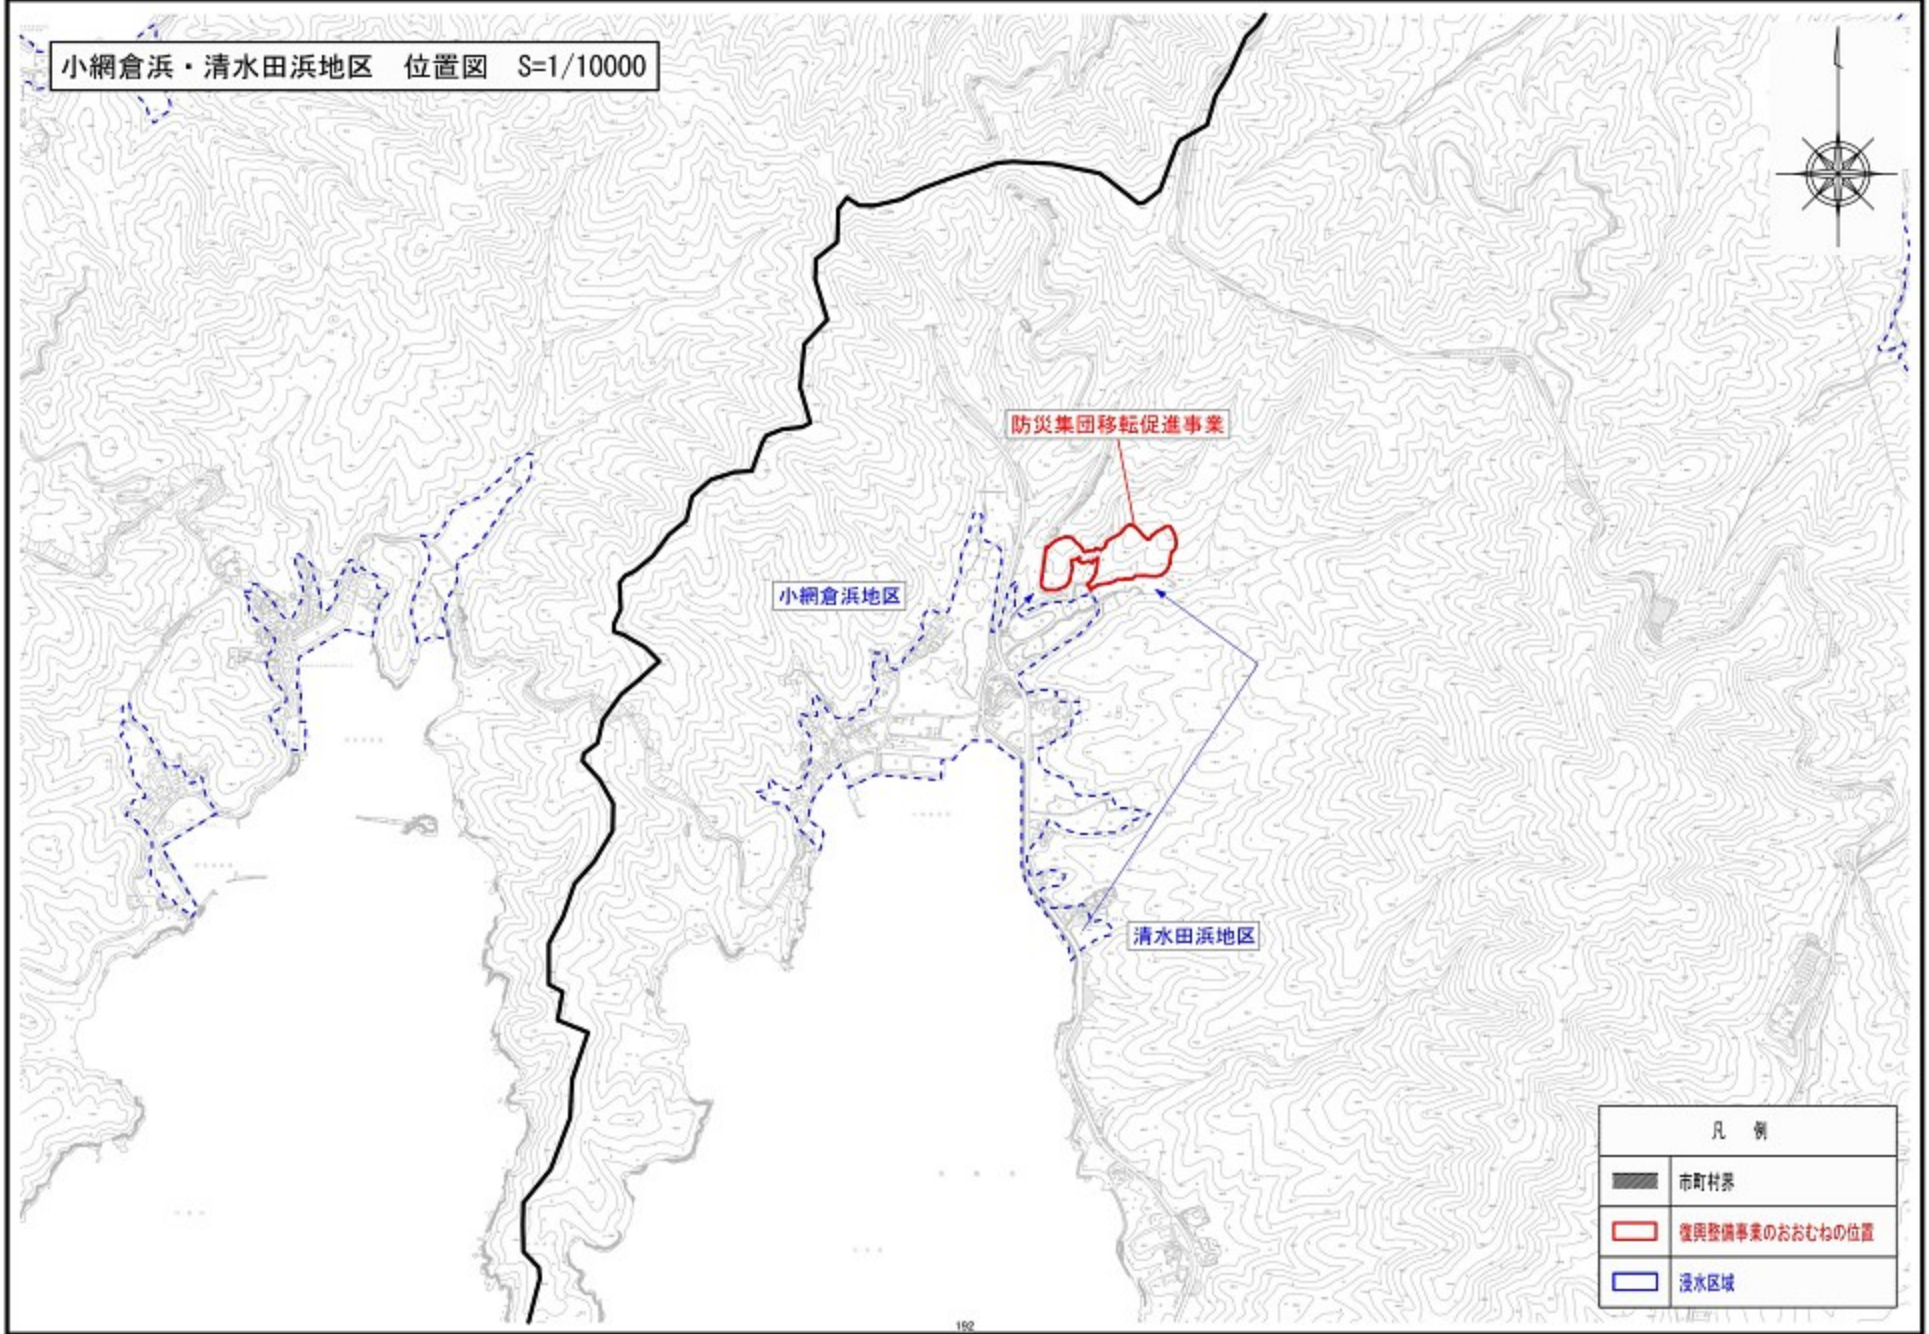 小網倉浜・清水田浜地区　位置図　S=1/10000
防災集団移転促進事業
小網倉浜地区
清水田浜地区
凡　例
市町村界
復興整備事業のおおむねの位置
浸水区域
192